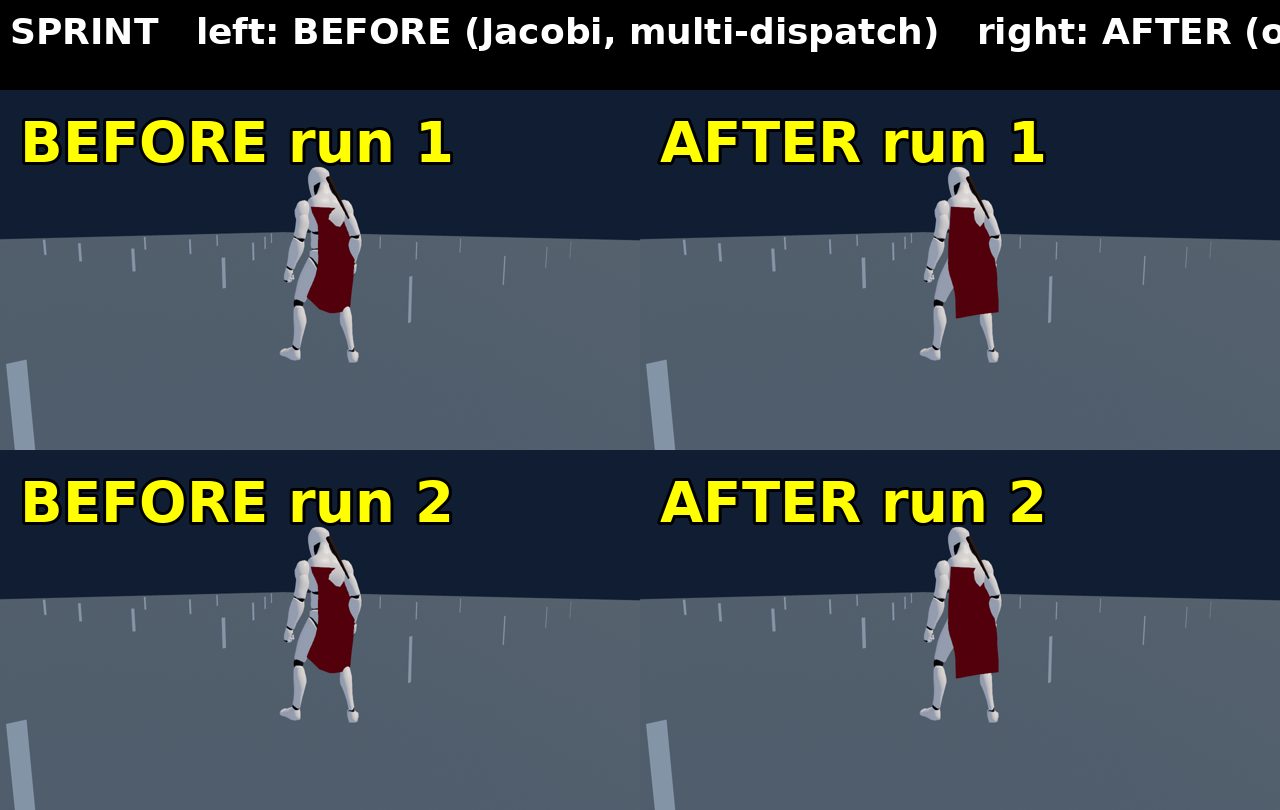 SPRINT left: BEFORE (Jacobi, multi-dispatch) right: AFTER (o
BEFORE run 1
AFTER run 1
BEFORE run 2
AFTER run 2